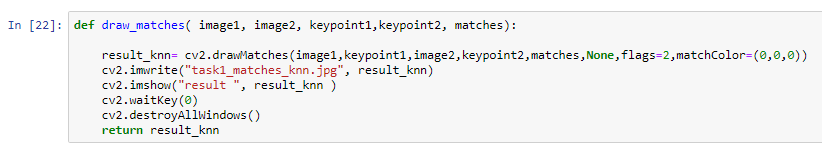 In [22]: def draw_matches( image1, image2, keypoint1,keypoint2, matches):
result_knn= cv2.drawMatches(image1,keypoint1,image2,keypoint2,matches,None,flags=2,matchColor=(0,0,0))
cv2.imwrite("task1_matches_knn.jpg", result_knn)
cv2.imshow("result ", result_knn )
cv2.waitKey(0)
cv2.destroyAllWindows()
return result_knn